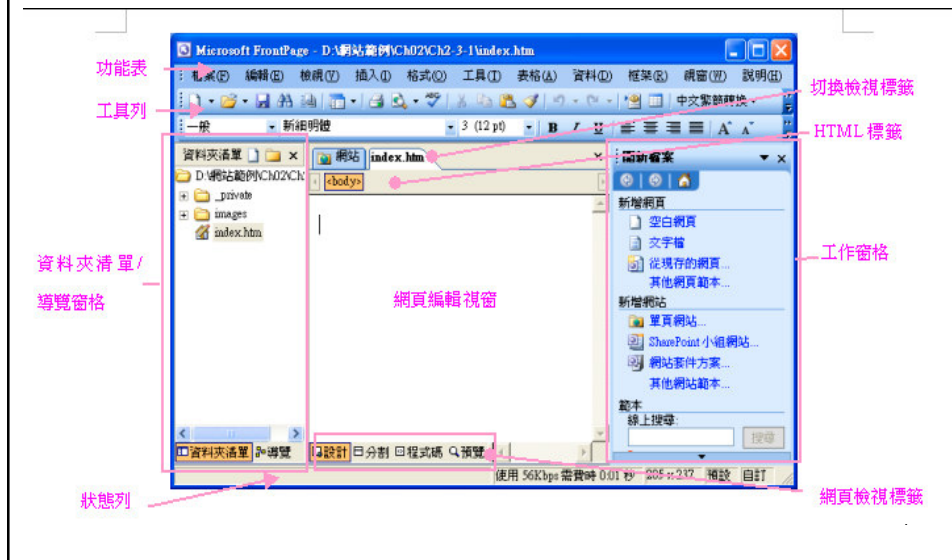 Microsoft FrontPage - D:\網站範例\Ch02\Ch2-3-1\index.htm
功能表
檔案(F) 編輯(E) 檢視(V) 插入(I) 格式(O) 工具(T) 表格(A) 資料(D) 框架(R) 視窗(W) 說明(H)
切換檢視標籤
工具列
中文繁簡轉換
一般 新細明體 3 (12 pt) B I U A A
HTML 標籤
資料夾清單 網站 index.htm 開新檔案
D:\網站範例\Ch02\Ch
<body>
_private
images
index.htm
新增網頁
空白網頁
文字檔
從現存的網頁...
其他網頁範本...
工作窗格
資料夾清單/
導覽窗格
網頁編輯視窗
新增網站
單頁網站...
SharePoint 小組網站...
網站套件方案...
其他網站範本...
範本
線上搜尋:
搜尋
資料夾清單 導覽 設計 分割 程式碼 預覽
使用 56Kbps 需費時 0:01 秒 預設 自訂
狀態列
網頁檢視標籤